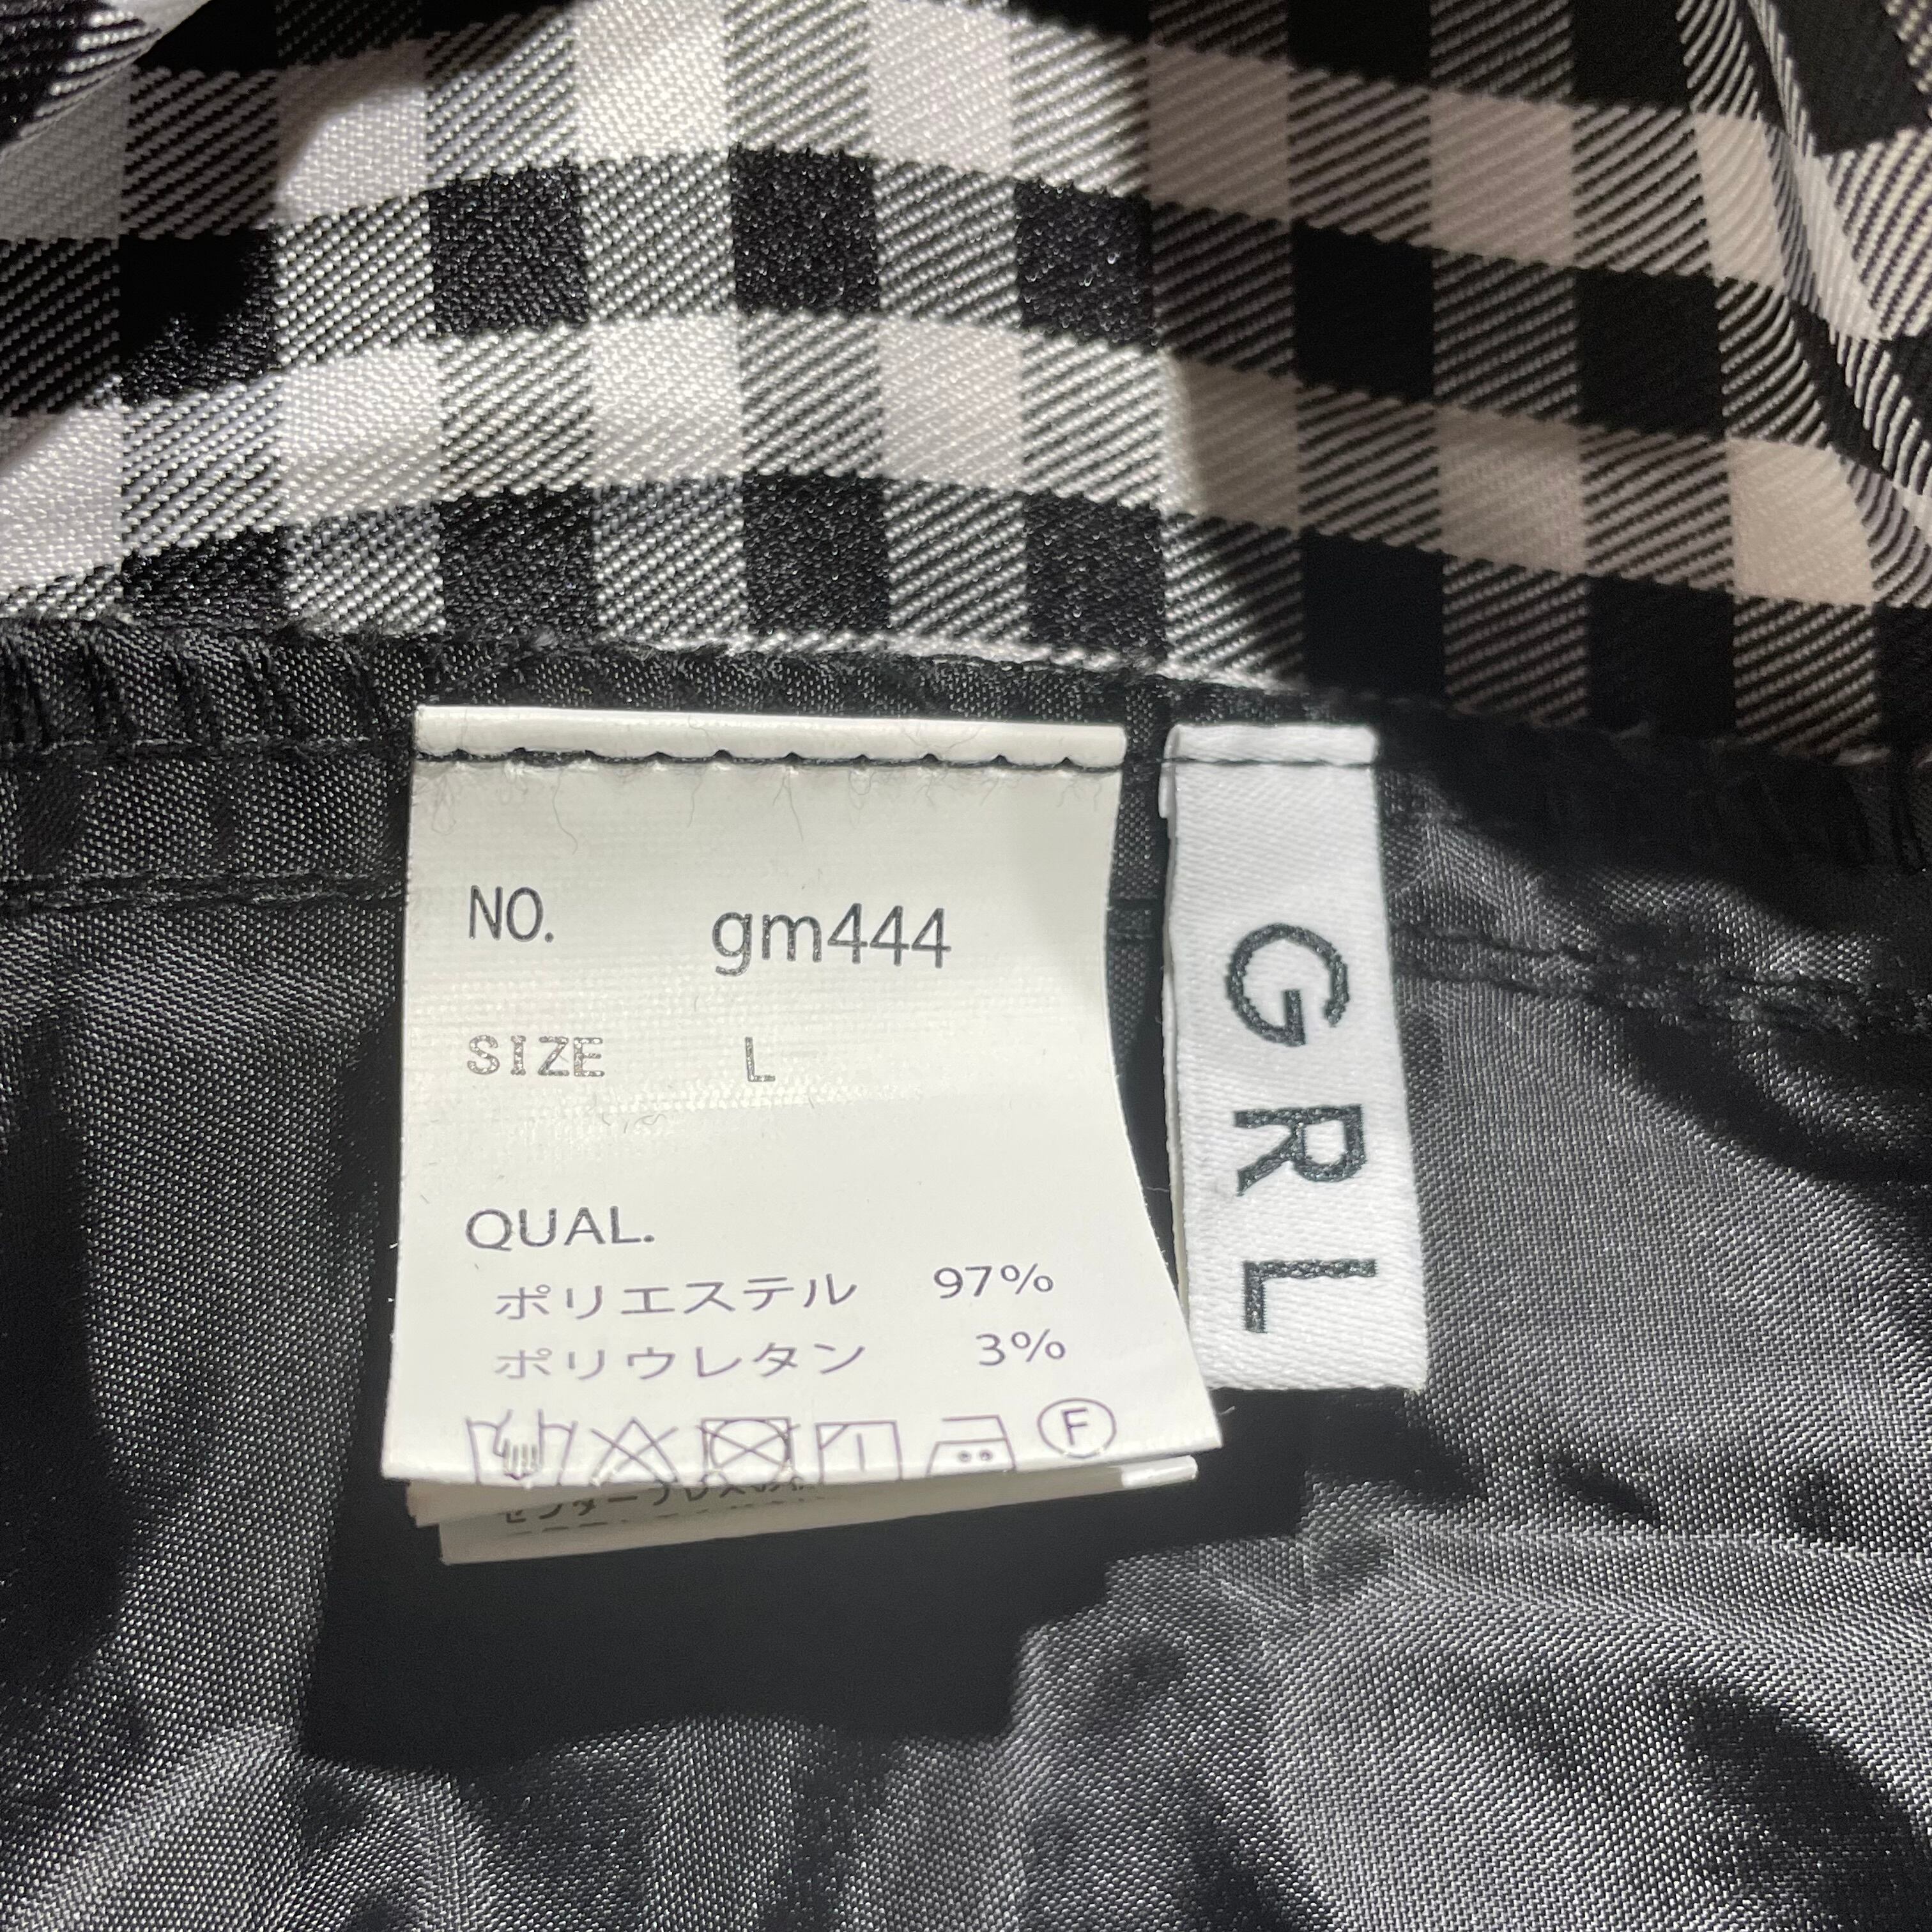 NO. gm444
SIZE L
QUAL.
ポリエステル 97%
ポリウレタン 3%
F
GRL